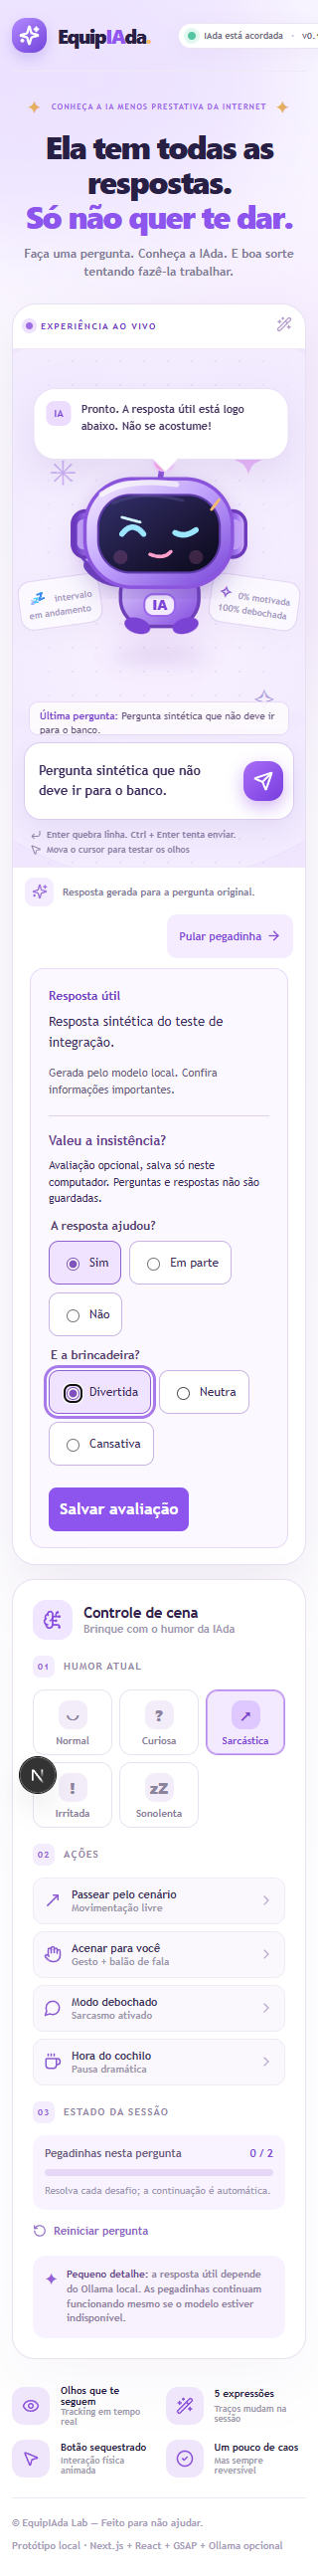 EquipIAda.
IAda está acordada · v0.
CONHEÇA A IA MENOS PRESTATIVA DA INTERNET
Ela tem todas as
respostas.
Só não quer te dar.
Faça uma pergunta. Conheça a IAda. E boa sorte
tentando fazê-la trabalhar.
EXPERIÊNCIA AO VIVO
IA
Pronto. A resposta útil está logo
abaixo. Não se acostume!
💤 intervalo
em andamento
0% motivada
100% debochada
IA
Última pergunta: Pergunta sintética que não deve ir
para o banco.
Pergunta sintética que não
deve ir para o banco.
Enter quebra linha. Ctrl + Enter tenta enviar.
Mova o cursor para testar os olhos
Resposta gerada para a pergunta original.
Pular pegadinha →
Resposta útil
Resposta sintética do teste de
integração.
Gerada pelo modelo local. Confira
informações importantes.
Valeu a insistência?
Avaliação opcional, salva só neste
computador. Perguntas e respostas não são
guardadas.
A resposta ajudou?
Sim
Em parte
Não
E a brincadeira?
Divertida
Neutra
Cansativa
Salvar avaliação
Controle de cena
Brinque com o humor da IAda
01 HUMOR ATUAL
Normal
?
Curiosa
↗
Sarcástica
N
!
Irritada
zZ
Sonolenta
02 AÇÕES
Passear pelo cenário
Movimentação livre
Acenar para você
Gesto + balão de fala
Modo debochado
Sarcasmo ativado
Hora do cochilo
Pausa dramática
03 ESTADO DA SESSÃO
Pegadinhas nesta pergunta 0 / 2
Resolva cada desafio; a continuação é automática.
Reiniciar pergunta
Pequeno detalhe: a resposta útil depende
do Ollama local. As pegadinhas continuam
funcionando mesmo se o modelo estiver
indisponível.
Olhos que te
seguem
Tracking em tempo
real
5 expressões
Traços mudam na
sessão
Botão sequestrado
Interação física
animada
Um pouco de caos
Mas sempre
reversível
© EquipIAda Lab — Feito para não ajudar.
Protótipo local · Next.js + React + GSAP + Ollama opcional